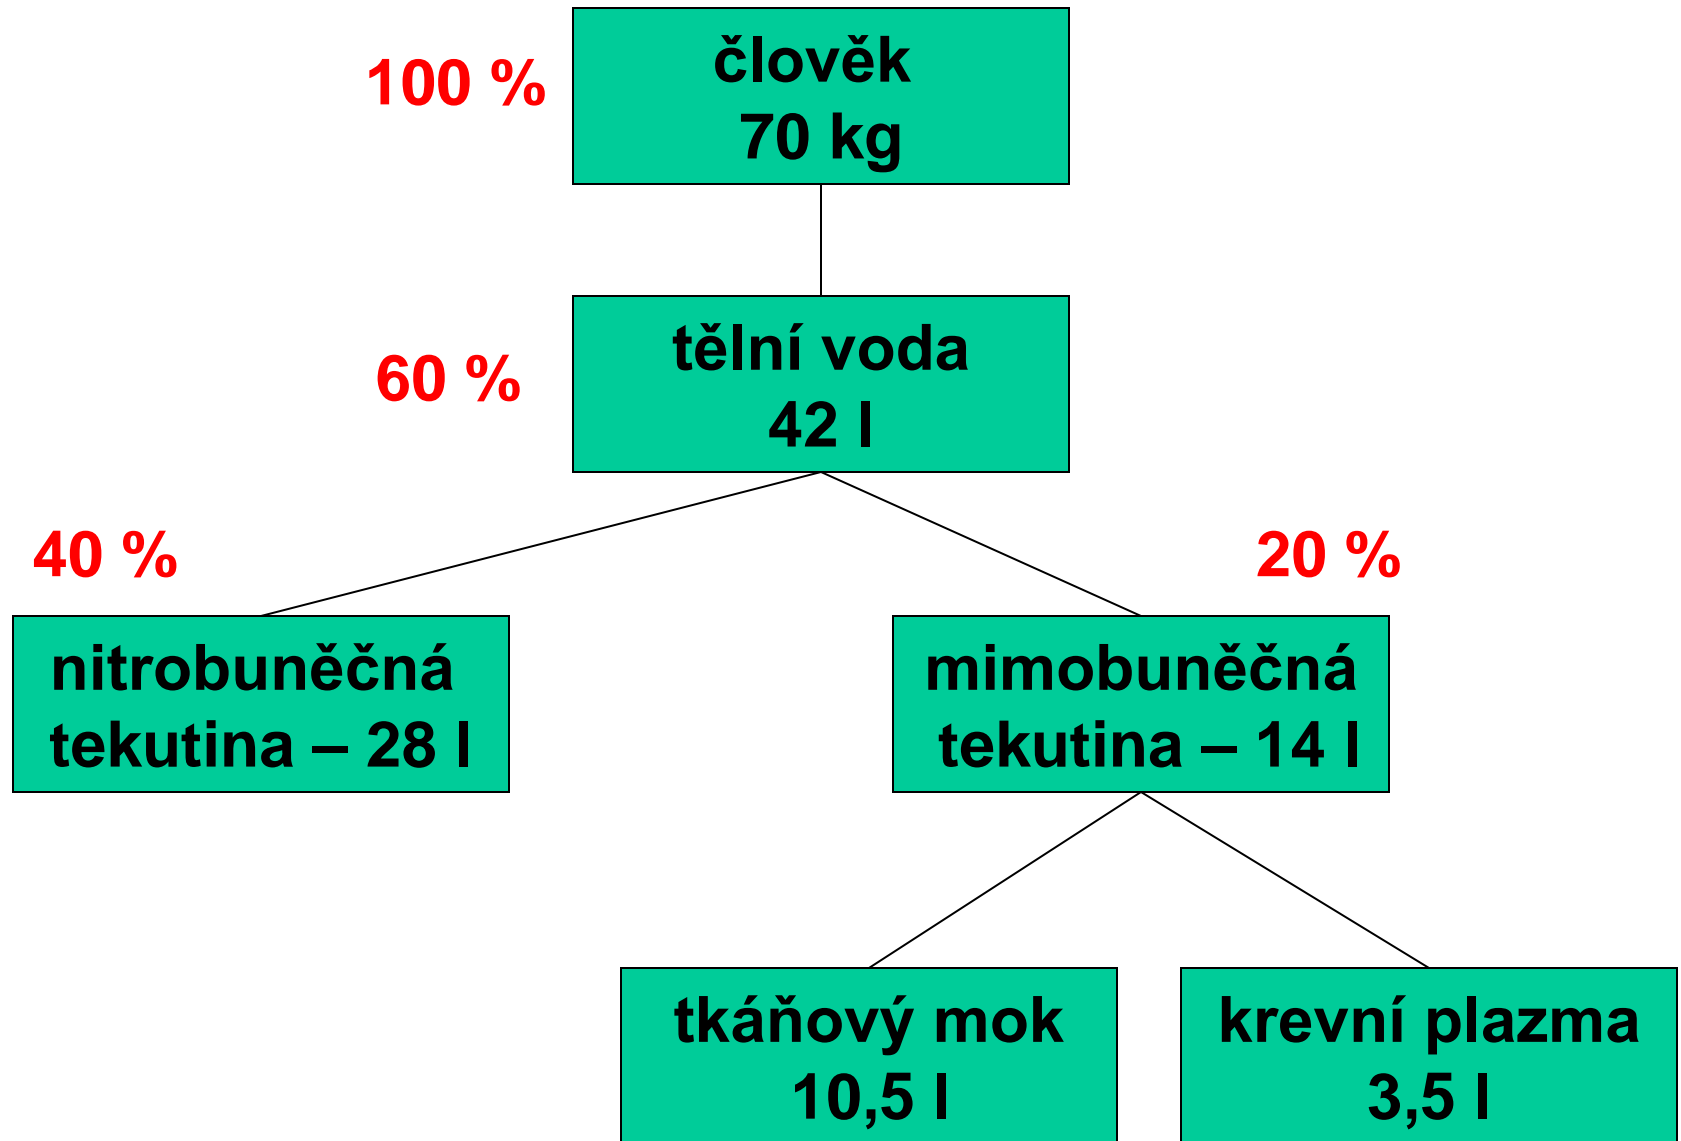 100 %
člověk
70 kg
60 %
tělní voda
42 l
40 %
20 %
nitrobuněčná
tekutina – 28 l
mimobuněčná
tekutina – 14 l
tkáňový mok
10,5 l
krevní plazma
3,5 l